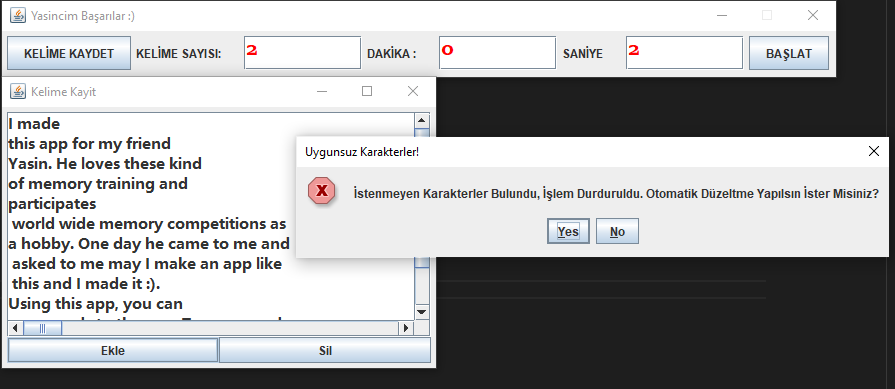 Yasincim Başarılar :)
KELİME KAYDET KELİME SAYISI: 2 DAKİKA : 0 SANİYE 2 BAŞLAT
Kelime Kayit
I made
this app for my friend
Yasin. He loves these kind
of memory training and
participates
world wide memory competitions as
a hobby. One day he came to me and
asked to me may I make an app like
this and I made it :).
Using this app, you can
Ekle Sil
Uygunsuz Karakterler!
İstenmeyen Karakterler Bulundu, İşlem Durduruldu. Otomatik Düzeltme Yapılsın İster Misiniz?
Yes No